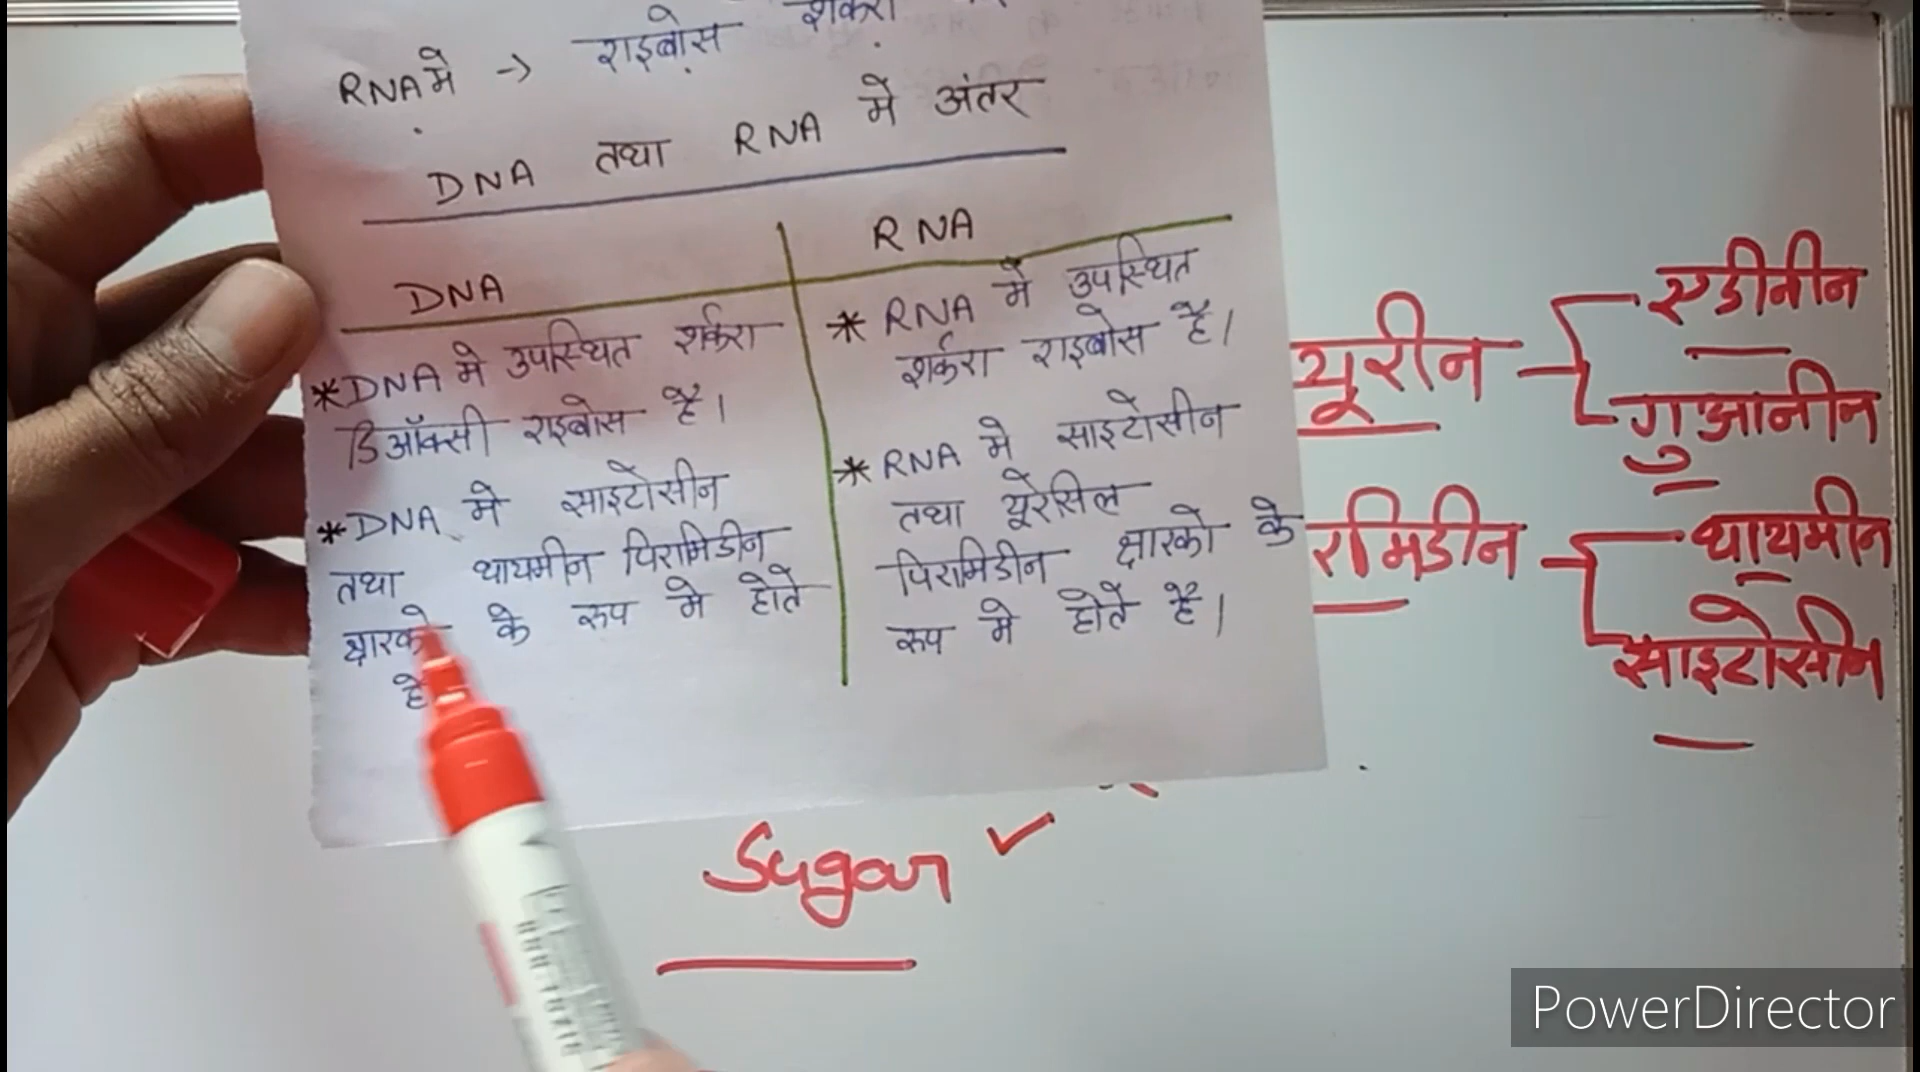 RNA मे -> राइबोस शर्करा
DNA तथा RNA मे अंतर
DNA
* DNA मे उपस्थित शर्करा
डिऑक्सी राइबोस है।
* DNA मे साइटोसीन
तथा थायमीन पिरामिडीन
क्षारको के रूप मे होते
है
RNA
* RNA मे उपस्थित
शर्करा राइबोस है।
* RNA मे साइटोसीन
तथा यूरेसिल
पिरामिडीन क्षारको के
रूप मे होते है।
यूरीन
एडीनीन
गुआनीन
रामिडीन
थायमीन
साइटोसीन
Sugar ✓
PowerDirector